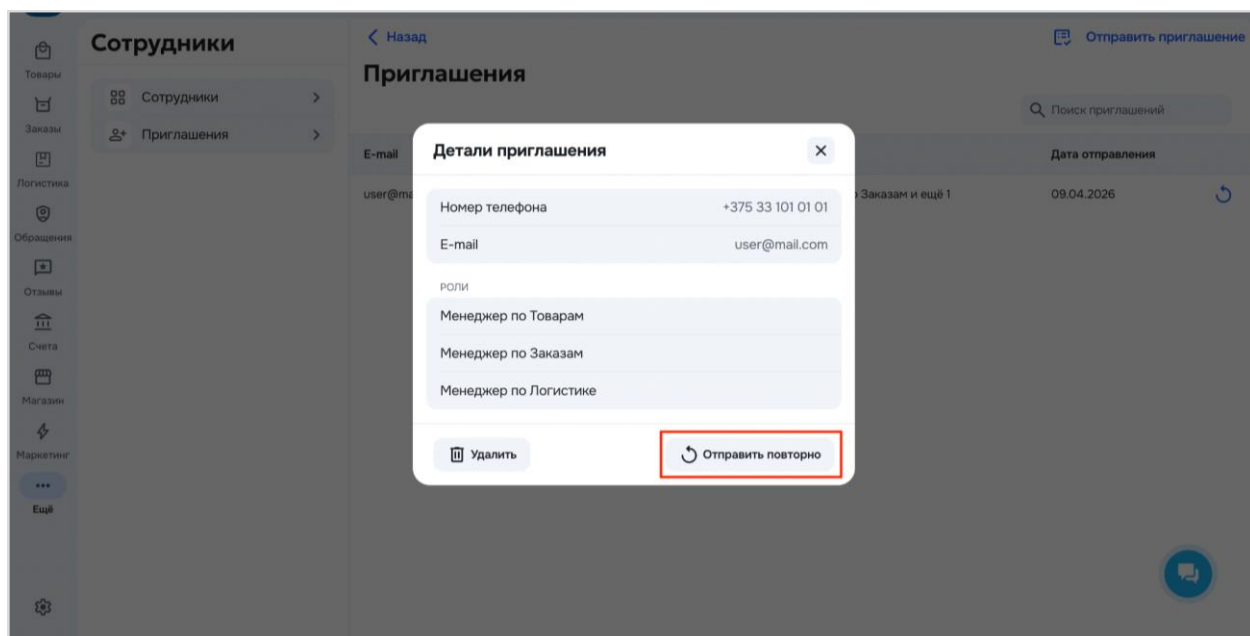 Товары
Заказы
Логистика
Обращения
Отзывы
Счета
Магазин
Маркетинг
Ещё
Сотрудники
Сотрудники
Приглашения
Назад
Отправить приглашение
Приглашения
Поиск приглашений
E-mail
Дата отправления
user@ma
Заказам и ещё 1
09.04.2026
Детали приглашения
Номер телефона
+375 33 101 01 01
E-mail
user@mail.com
РОЛИ
Менеджер по Товарам
Менеджер по Заказам
Менеджер по Логистике
Удалить
Отправить повторно